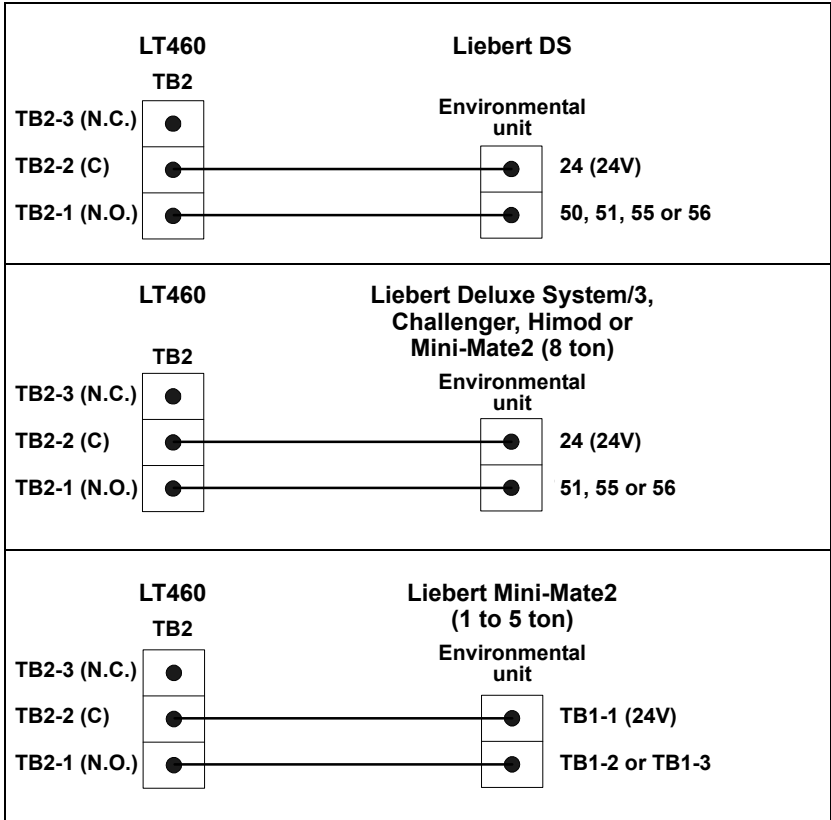 LT460
Liebert DS
TB2
Environmental
unit
TB2-3 (N.C.)
TB2-2 (C)
24 (24V)
TB2-1 (N.O.)
50, 51, 55 or 56
LT460
Liebert Deluxe System/3,
Challenger, Himod or
Mini-Mate2 (8 ton)
TB2
Environmental
unit
TB2-3 (N.C.)
TB2-2 (C)
24 (24V)
TB2-1 (N.O.)
51, 55 or 56
LT460
Liebert Mini-Mate2
(1 to 5 ton)
TB2
Environmental
unit
TB2-3 (N.C.)
TB2-2 (C)
TB1-1 (24V)
TB2-1 (N.O.)
TB1-2 or TB1-3